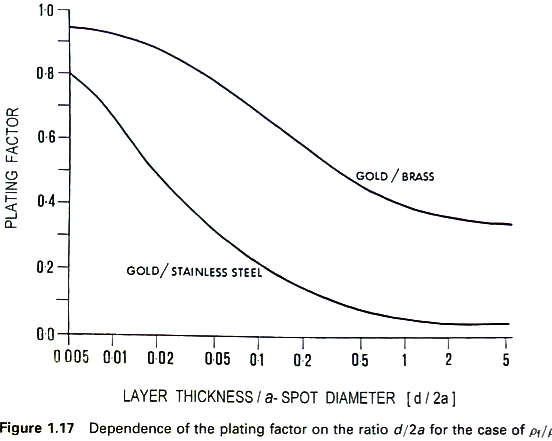 1·0
0·8
0·6
0·4
0·2
0·0
PLATING FACTOR
GOLD / BRASS
GOLD / STAINLESS STEEL
0·005 0·01 0·02 0·05 0·1 0·2 0·5 1 2 5
LAYER THICKNESS / a- SPOT DIAMETER [d / 2a]
Figure 1.17 Dependence of the plating factor on the ratio d/2a for the case of